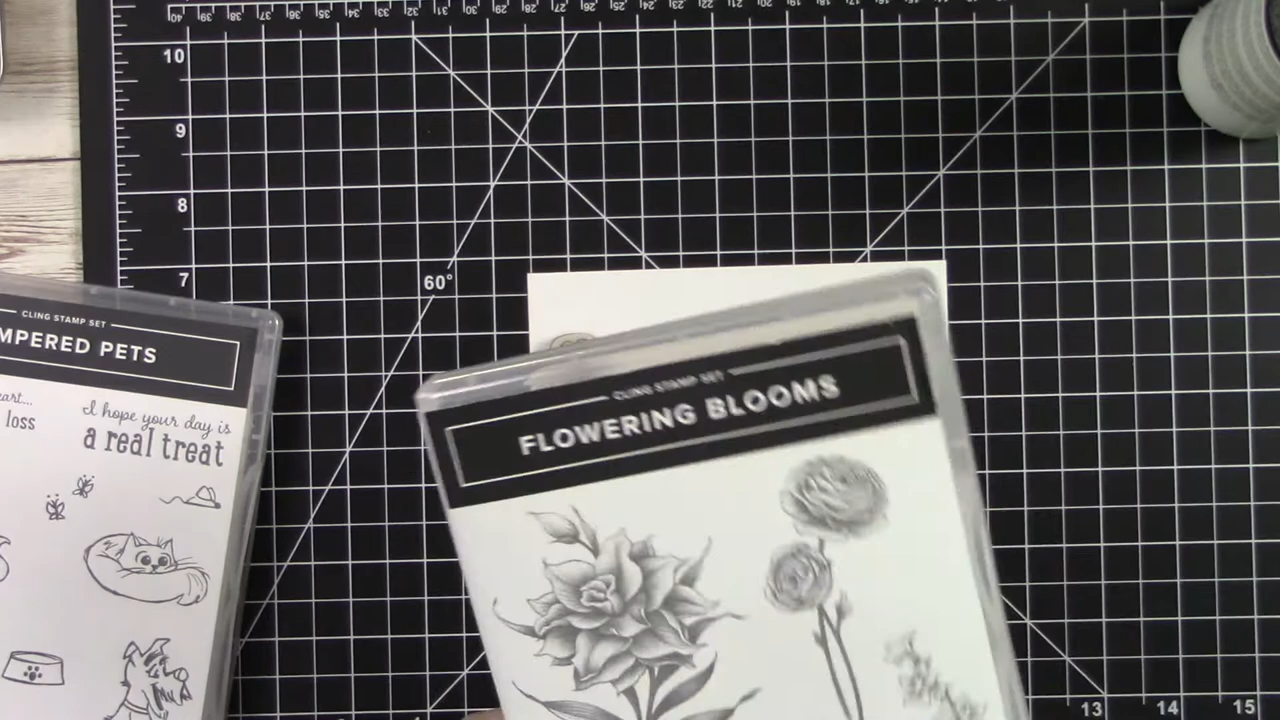 10
9
8
7
60°
CLING STAMP SET
MPERED PETS
loss
I hope your day is
a real treat
CLING STAMP SET
FLOWERING BLOOMS
13
14
15